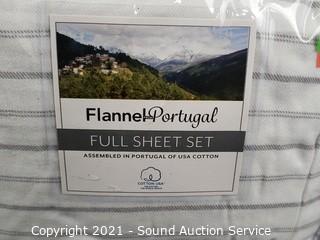 Flannel Portugal
FULL SHEET SET
ASSEMBLED IN PORTUGAL OF USA COTTON
COTTON USA
Copyright 2021 - Sound Auction Service